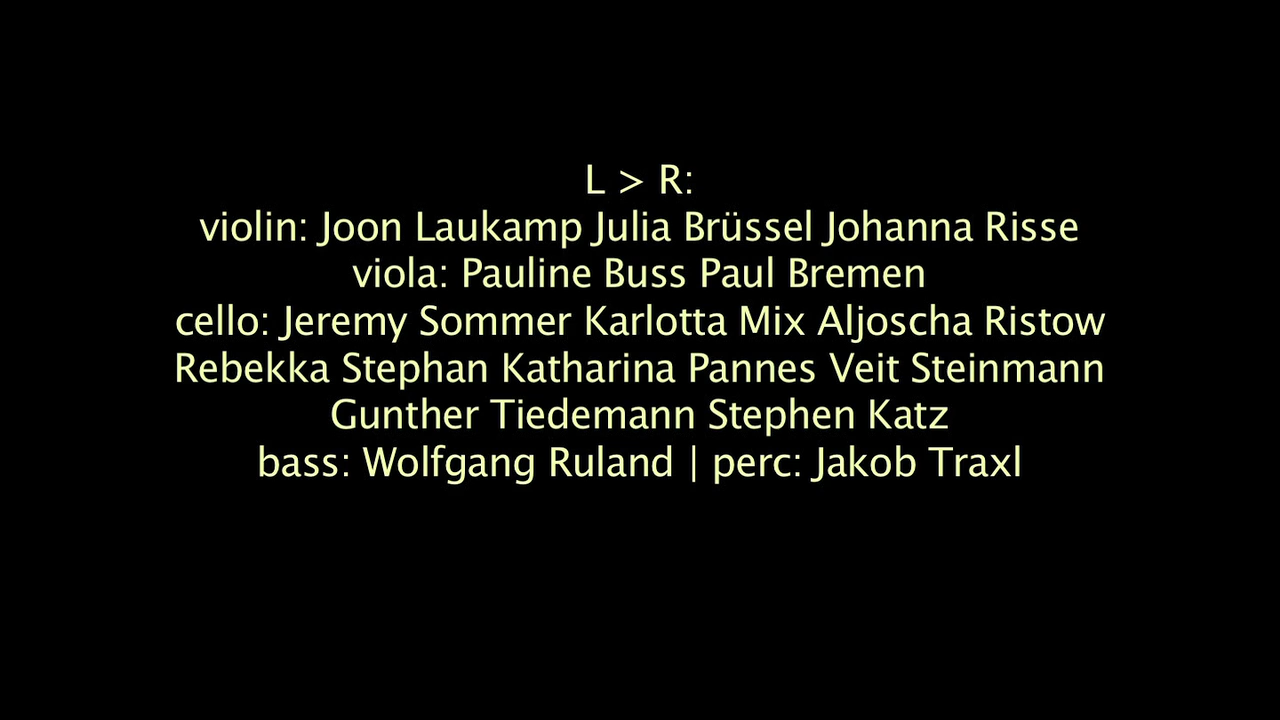 L > R:
violin: Joon Laukamp Julia Brüssel Johanna Risse
viola: Pauline Buss Paul Bremen
cello: Jeremy Sommer Karlotta Mix Aljoscha Ristow
Rebekka Stephan Katharina Pannes Veit Steinmann
Gunther Tiedemann Stephen Katz
bass: Wolfgang Ruland | perc: Jakob Traxl